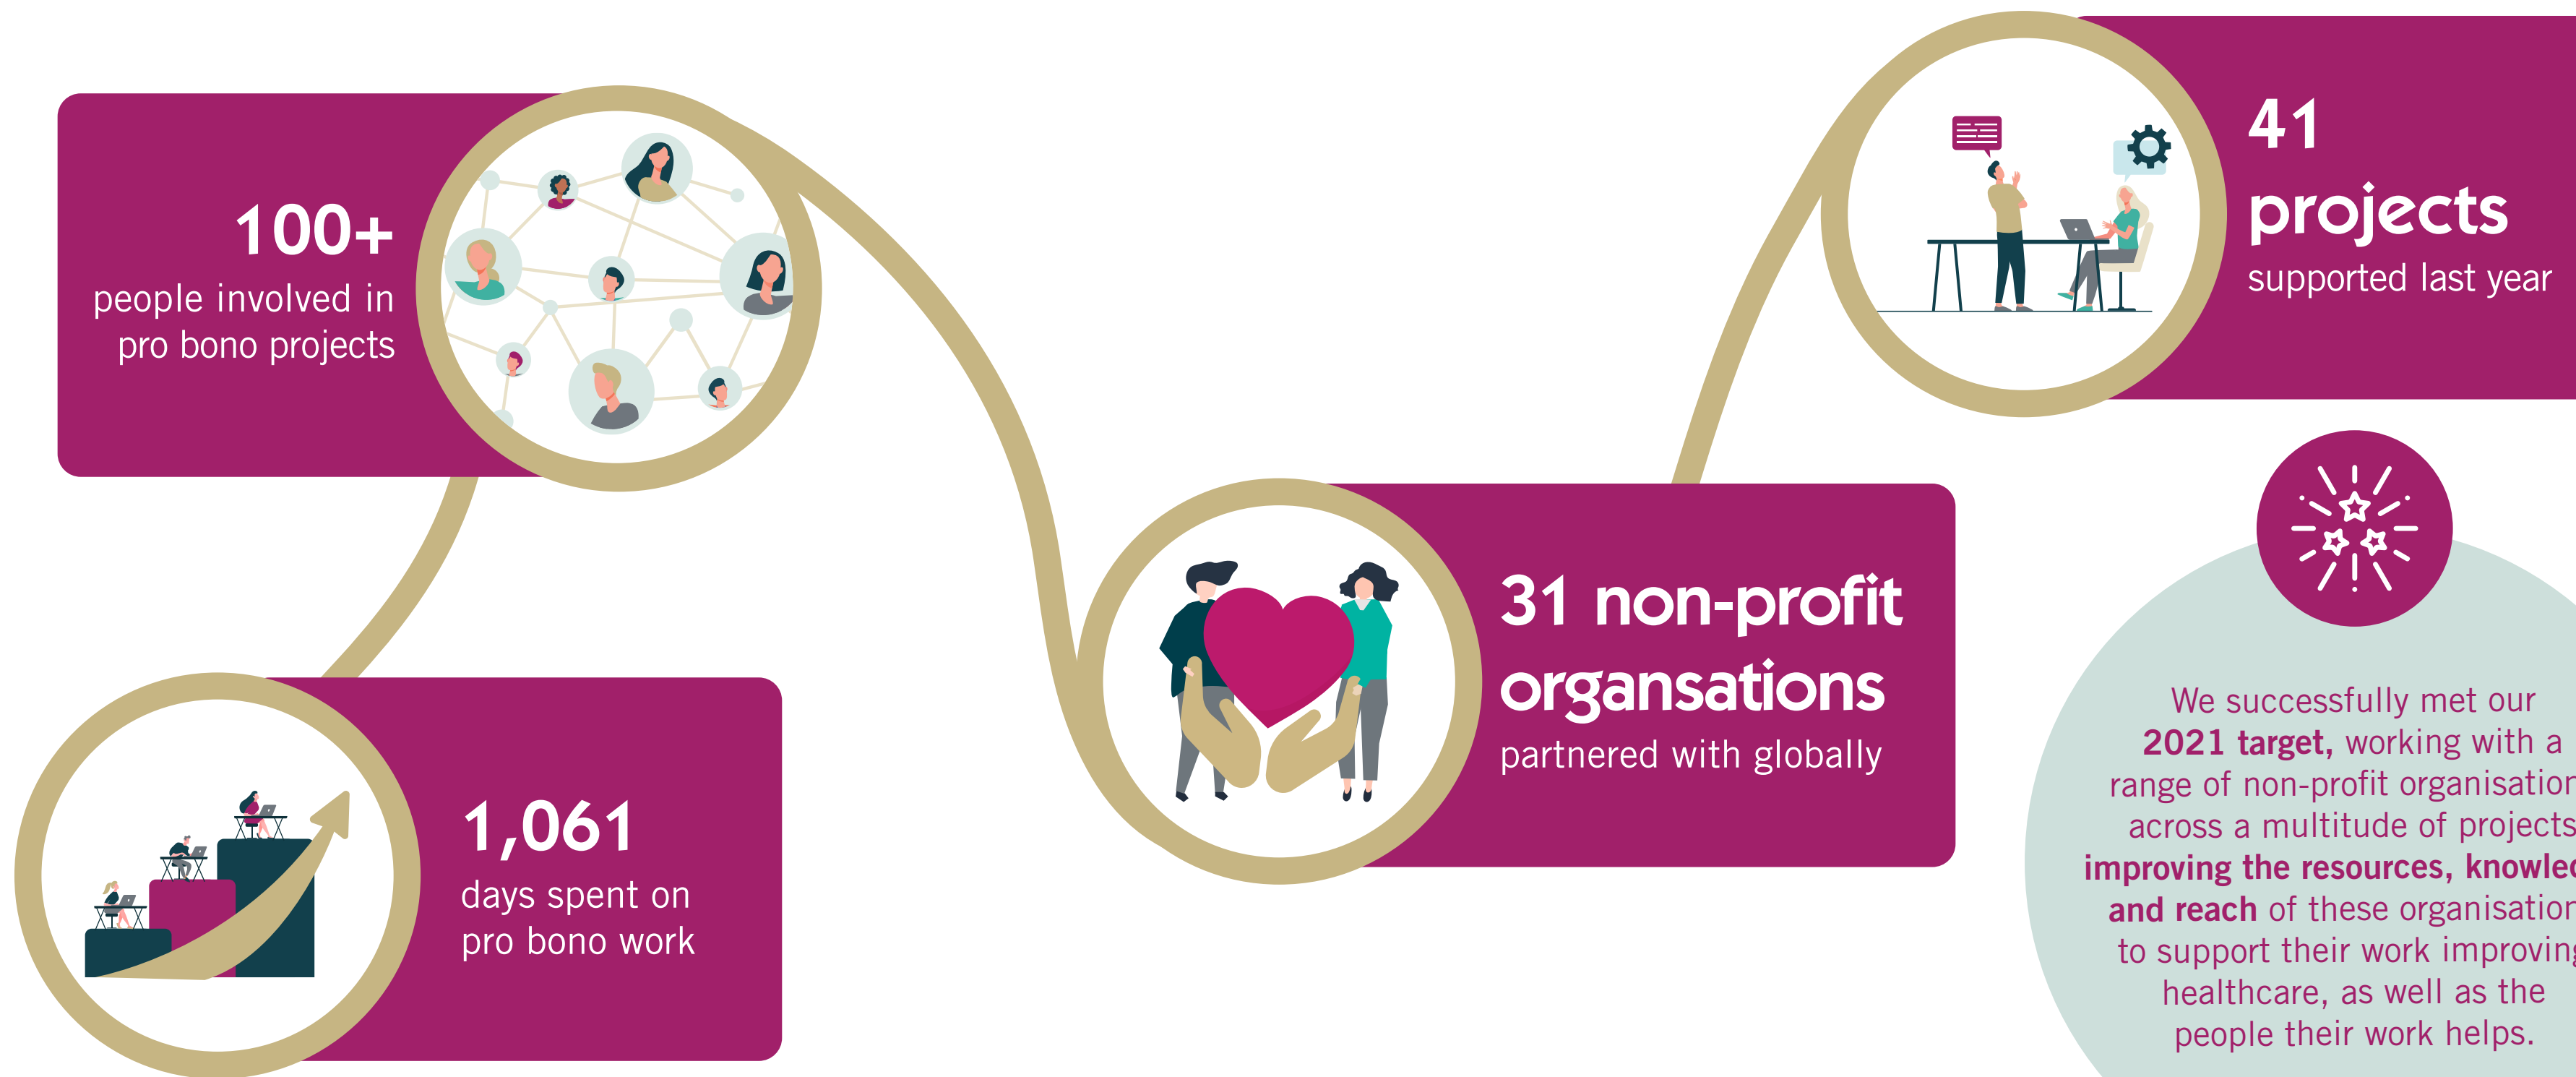 100+
people involved in
pro bono projects
1,061
days spent on
pro bono work
31 non-profit
organsations
partnered with globally
41
projects
supported last year
We successfully met our
2021 target, working with a
range of non-profit organisation
across a multitude of projects
improving the resources,
and reach of these organisation
to support their work improving
healthcare, as well as the
people their work helps.